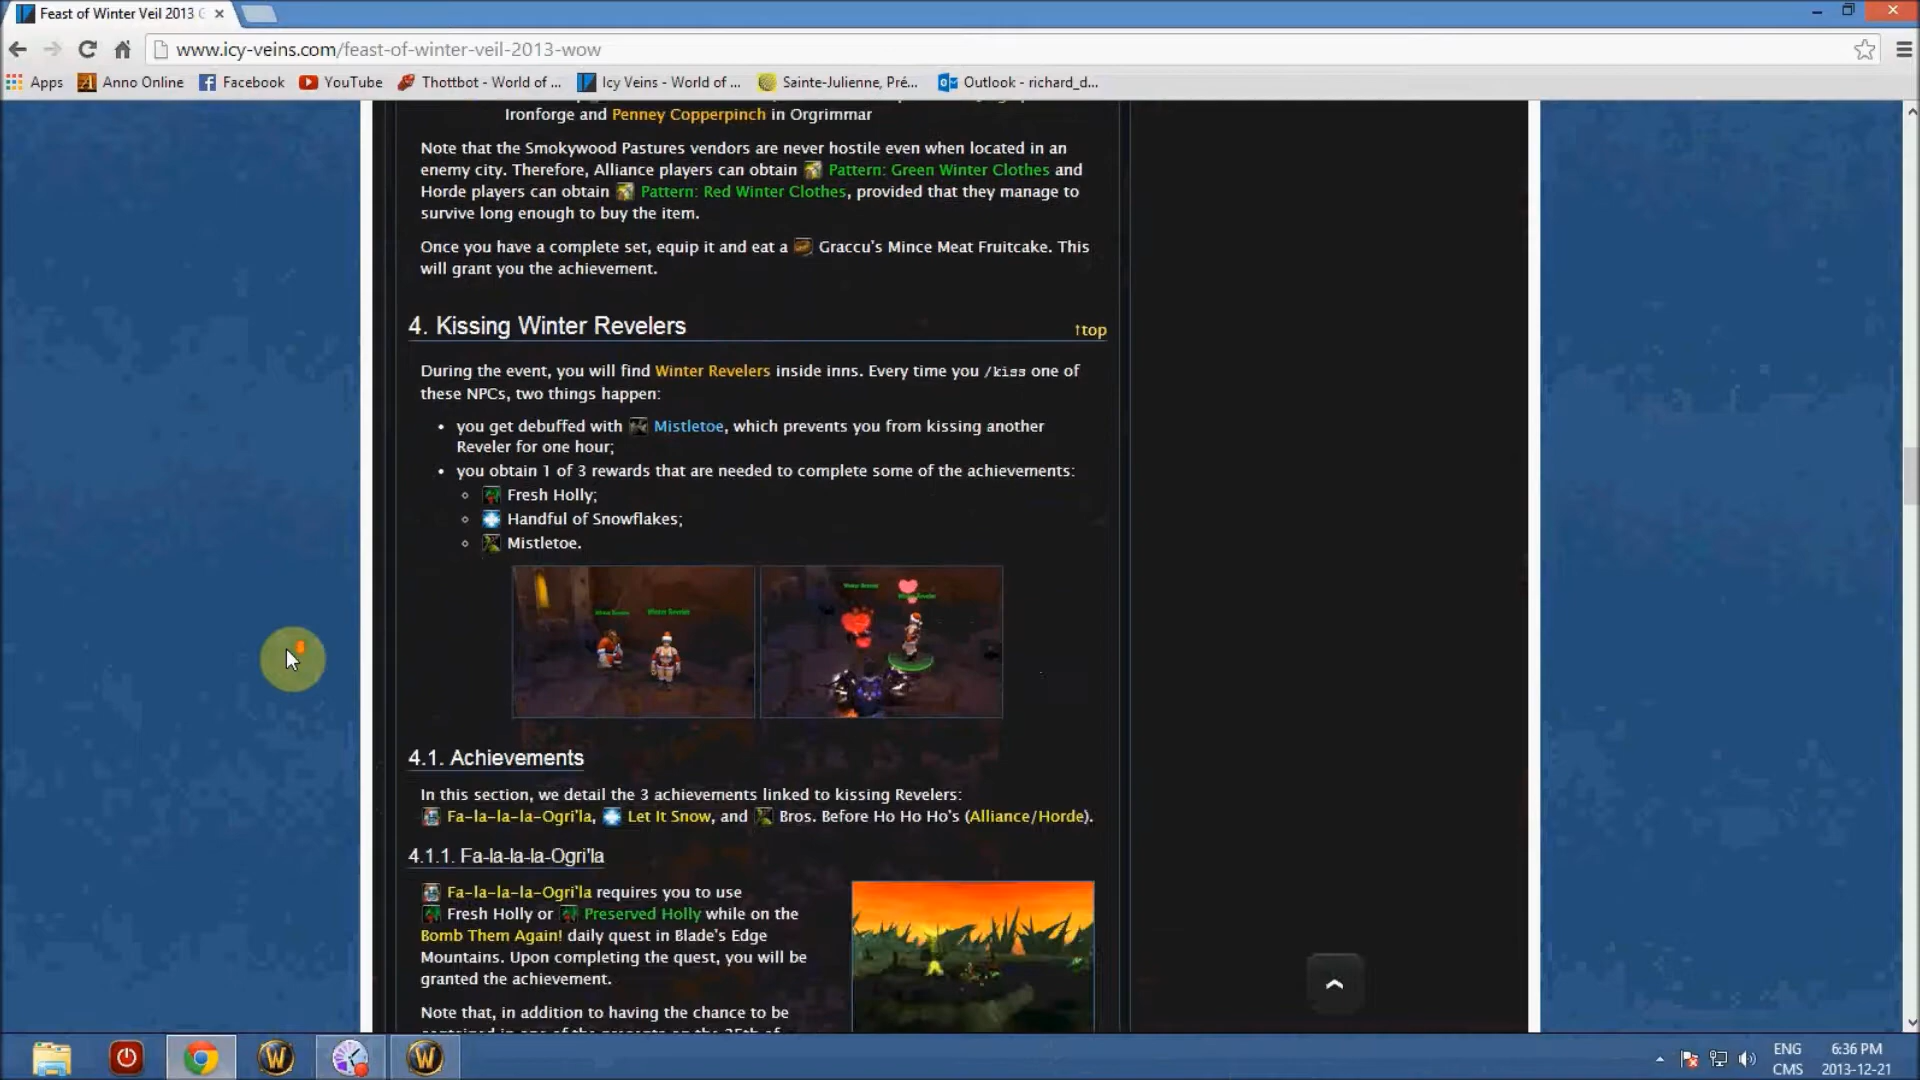 Feast of Winter Veil 2013
www.icy-veins.com/feast-of-winter-veil-2013-wow
Apps Anno Online Facebook YouTube Thottbot - World of ... Icy Veins - World of ... Sainte-Julienne, Pré... Outlook - richard_d...
Ironforge and Penney Copperpinch in Orgrimmar
Note that the Smokywood Pastures vendors are never hostile even when located in an
enemy city. Therefore, Alliance players can obtain Pattern: Green Winter Clothes and
Horde players can obtain Pattern: Red Winter Clothes, provided that they manage to
survive long enough to buy the item.
Once you have a complete set, equip it and eat a Graccu's Mince Meat Fruitcake. This
will grant you the achievement.
4. Kissing Winter Revelers ↑top
During the event, you will find Winter Revelers inside inns. Every time you /kiss one of
these NPCs, two things happen:
• you get debuffed with Mistletoe, which prevents you from kissing another
Reveler for one hour;
• you obtain 1 of 3 rewards that are needed to complete some of the achievements:
Fresh Holly;
Handful of Snowflakes;
Mistletoe.
Winter Reveler Winter Reveler
4.1. Achievements
In this section, we detail the 3 achievements linked to kissing Revelers:
Fa-la-la-la-Ogri'la, Let It Snow, and Bros. Before Ho Ho Ho's (Alliance/Horde).
4.1.1. Fa-la-la-la-Ogri'la
Fa-la-la-la-Ogri'la requires you to use
Fresh Holly or Preserved Holly while on the
Bomb Them Again! daily quest in Blade's Edge
Mountains. Upon completing the quest, you will be
granted the achievement.
Note that, in addition to having the chance to be
ENG 6:36 PM
CMS 2013-12-21